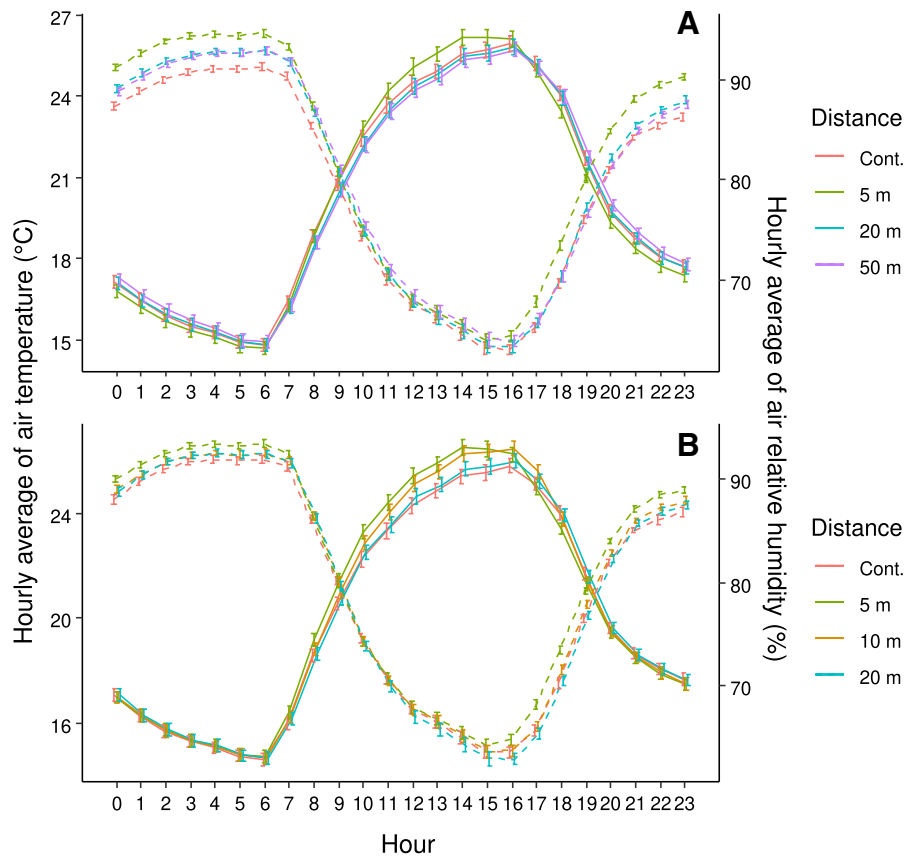 A
27
24
21
18
15
90
80
70
0 1 2 3 4 5 6 7 8 9 10 11 12 13 14 15 16 17 18 19 20 21 22 23
Distance
Cont.
5 m
20 m
50 m
Hourly average of air temperature (°C)
Hourly average of air relative humidity (%)
B
24
20
16
90
80
70
0 1 2 3 4 5 6 7 8 9 10 11 12 13 14 15 16 17 18 19 20 21 22 23
Distance
Cont.
5 m
10 m
20 m
Hour